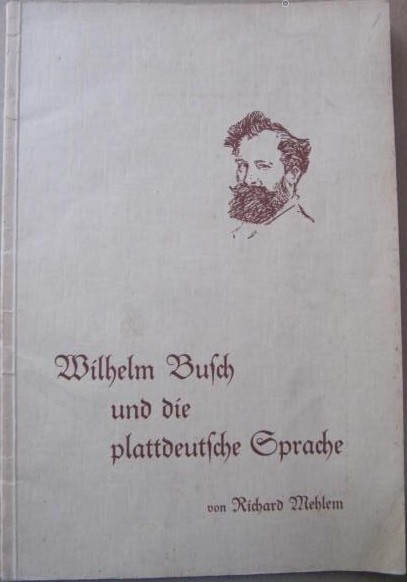 Wilhelm Buſch
und die
plattdeutſche Sprache
von Richard Mehlem